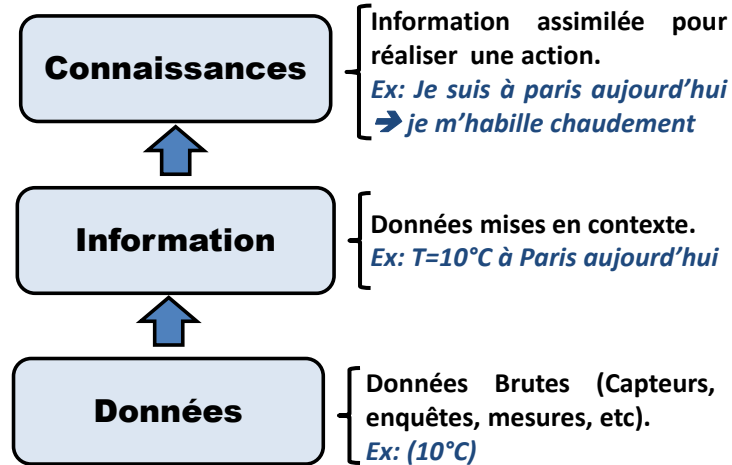 Connaissances
Information assimilée pour
réaliser une action.
Ex: Je suis à paris aujourd’hui
➔ je m’habille chaudement
Information
Données mises en contexte.
Ex: T=10°C à Paris aujourd’hui
Données
Données Brutes (Capteurs,
enquêtes, mesures, etc).
Ex: (10°C)